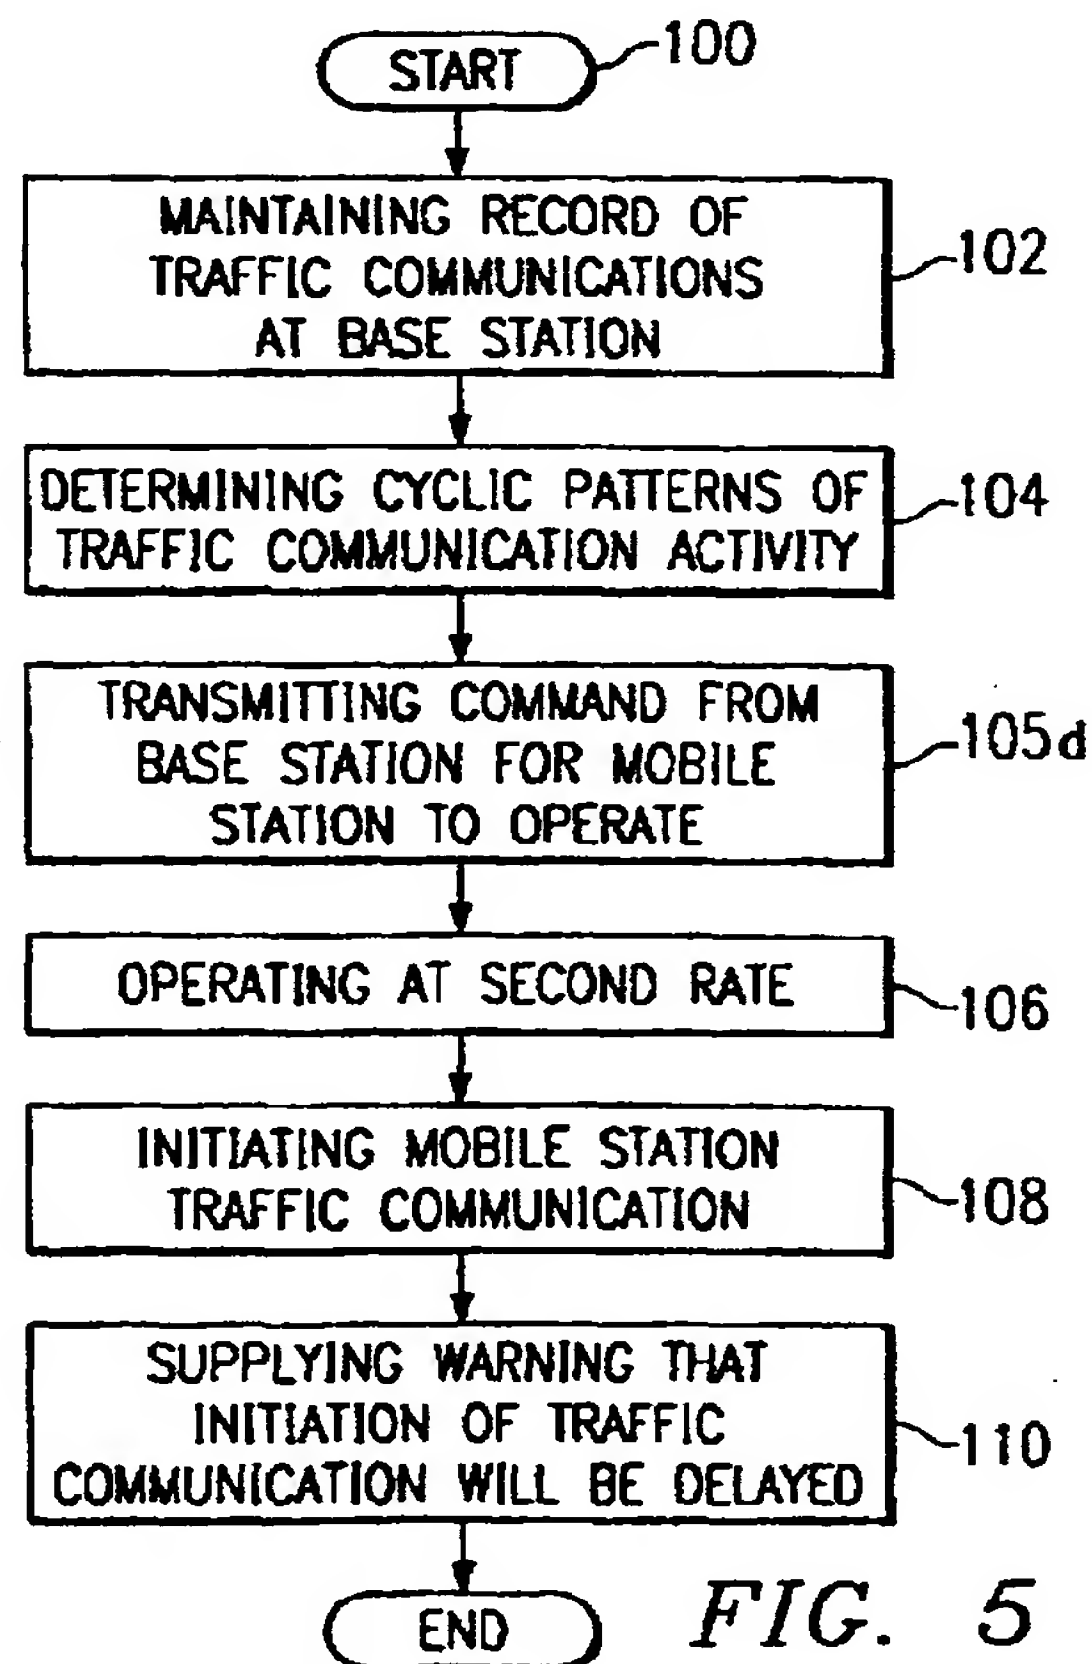 START
100
MAINTAINING RECORD OF
TRAFFIC COMMUNICATIONS
AT BASE STATION
102
DETERMINING CYCLIC PATTERNS OF
TRAFFIC COMMUNICATION ACTIVITY
104
TRANSMITTING COMMAND FROM
BASE STATION FOR MOBILE
STATION TO OPERATE
105d
OPERATING AT SECOND RATE
106
INITIATING MOBILE STATION
TRAFFIC COMMUNICATION
108
SUPPLYING WARNING THAT
INITIATION OF TRAFFIC
COMMUNICATION WILL BE DELAYED
110
END
FIG. 5